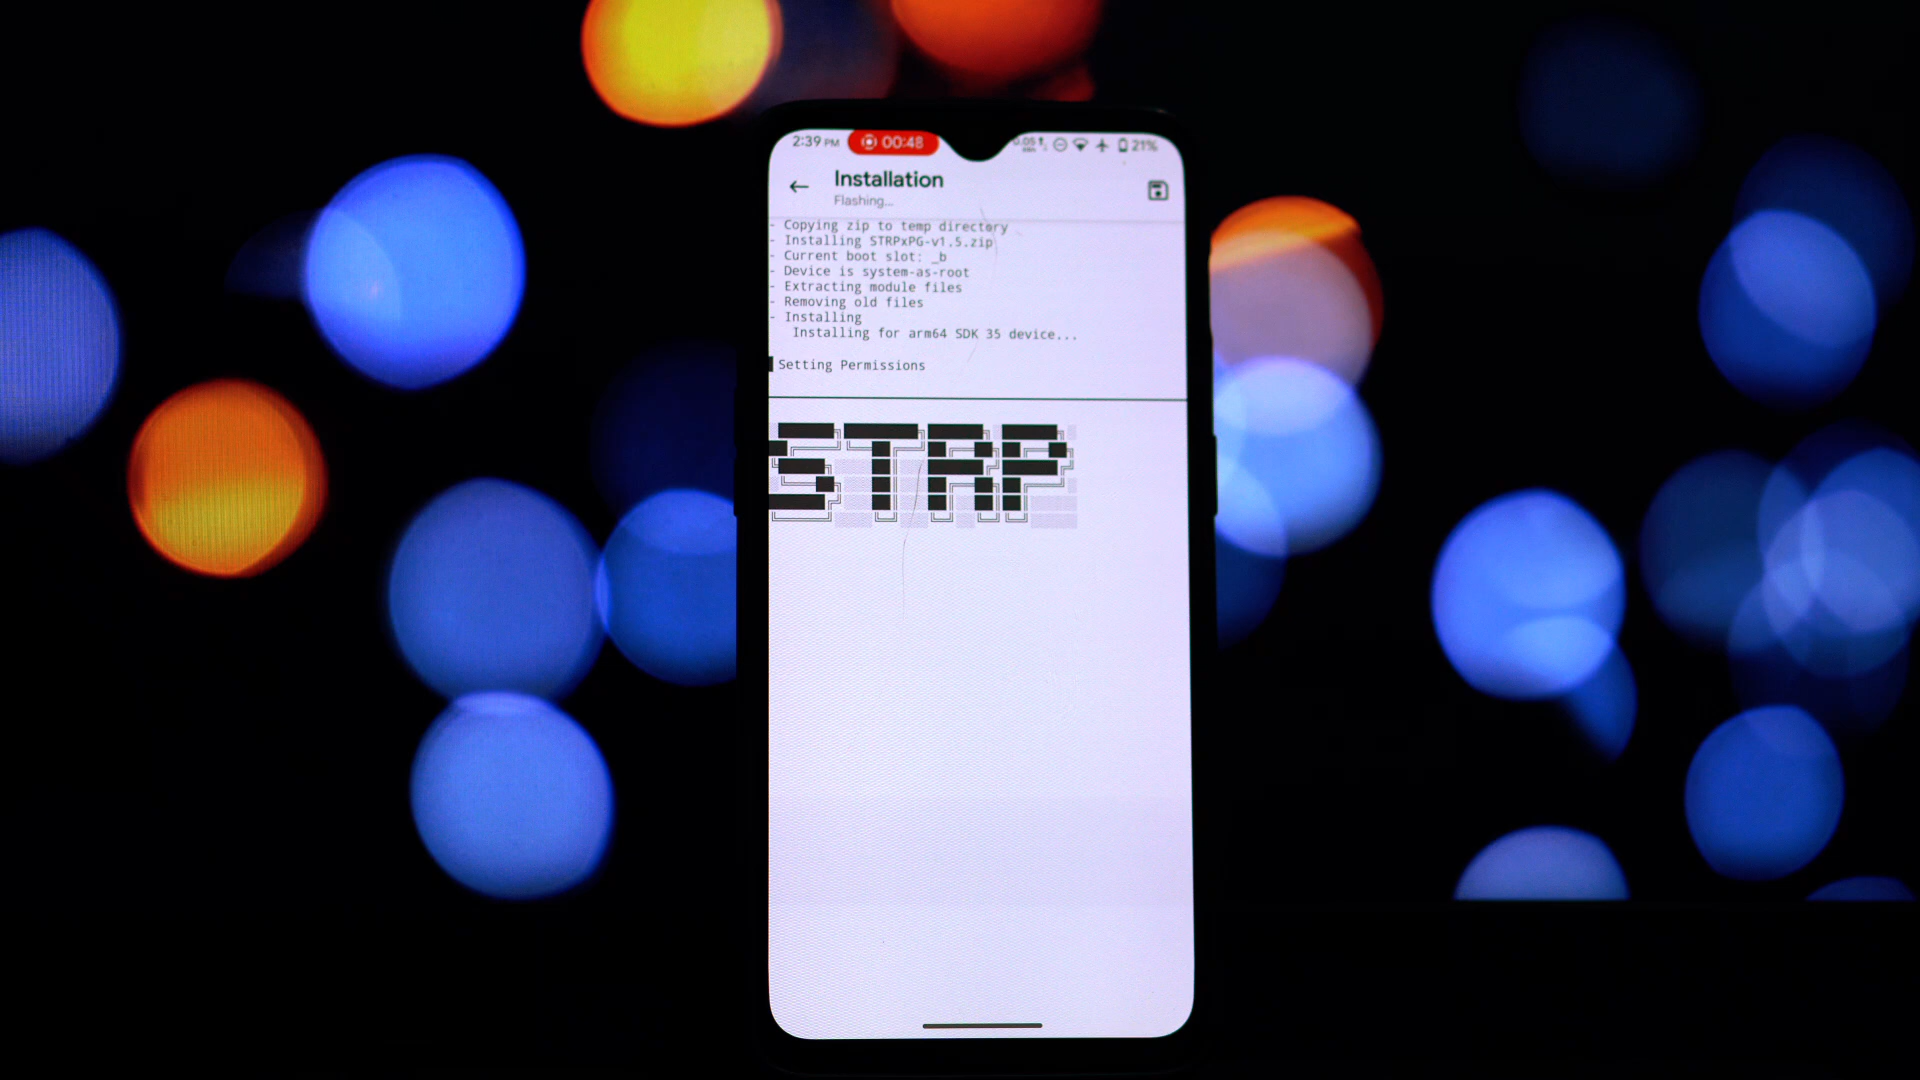 2:39 PM 00:48 21%
Installation
Flashing...
- Copying zip to temp directory
- Installing STRPxPG-v1.5.zip
- Current boot slot: _b
- Device is system-as-root
- Extracting module files
- Removing old files
- Installing
Installing for arm64 SDK 35 device...
Setting Permissions
STRP